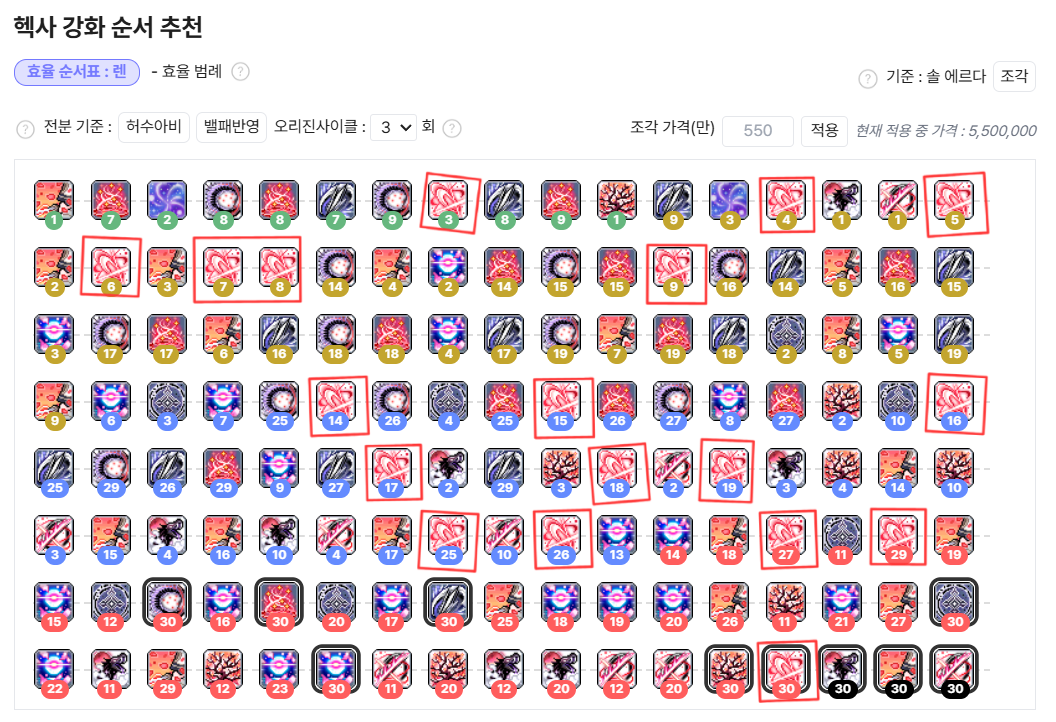 헥사 강화 순서 추천
효율 순서표 : 렌 - 효율 범례 ?
? 기준 : 솔 에르다 조각
? 전분 기준 : 허수아비 밸패반영 오리진사이클 : 3 회 ?
조각 가격(만) 550 적용 현재 적용 중 가격 : 5,500,000
1 7 2 8 8 7 9 3 8 9 1 9 3 4 1 1 5
2 6 3 7 8 14 4 2 14 15 15 9 16 14 5 16 15
3 17 17 6 16 18 18 4 17 19 7 19 18 2 8 5 19
9 6 3 7 25 14 26 4 25 15 26 27 8 27 2 10 16
25 29 26 29 9 27 17 2 29 3 18 2 19 3 4 14 10
3 15 4 16 10 4 17 25 10 26 13 14 18 27 11 29 19
15 12 30 16 30 20 17 30 25 18 19 20 26 11 21 27 30
22 11 29 12 23 30 11 20 12 20 12 20 30 30 30 30 30